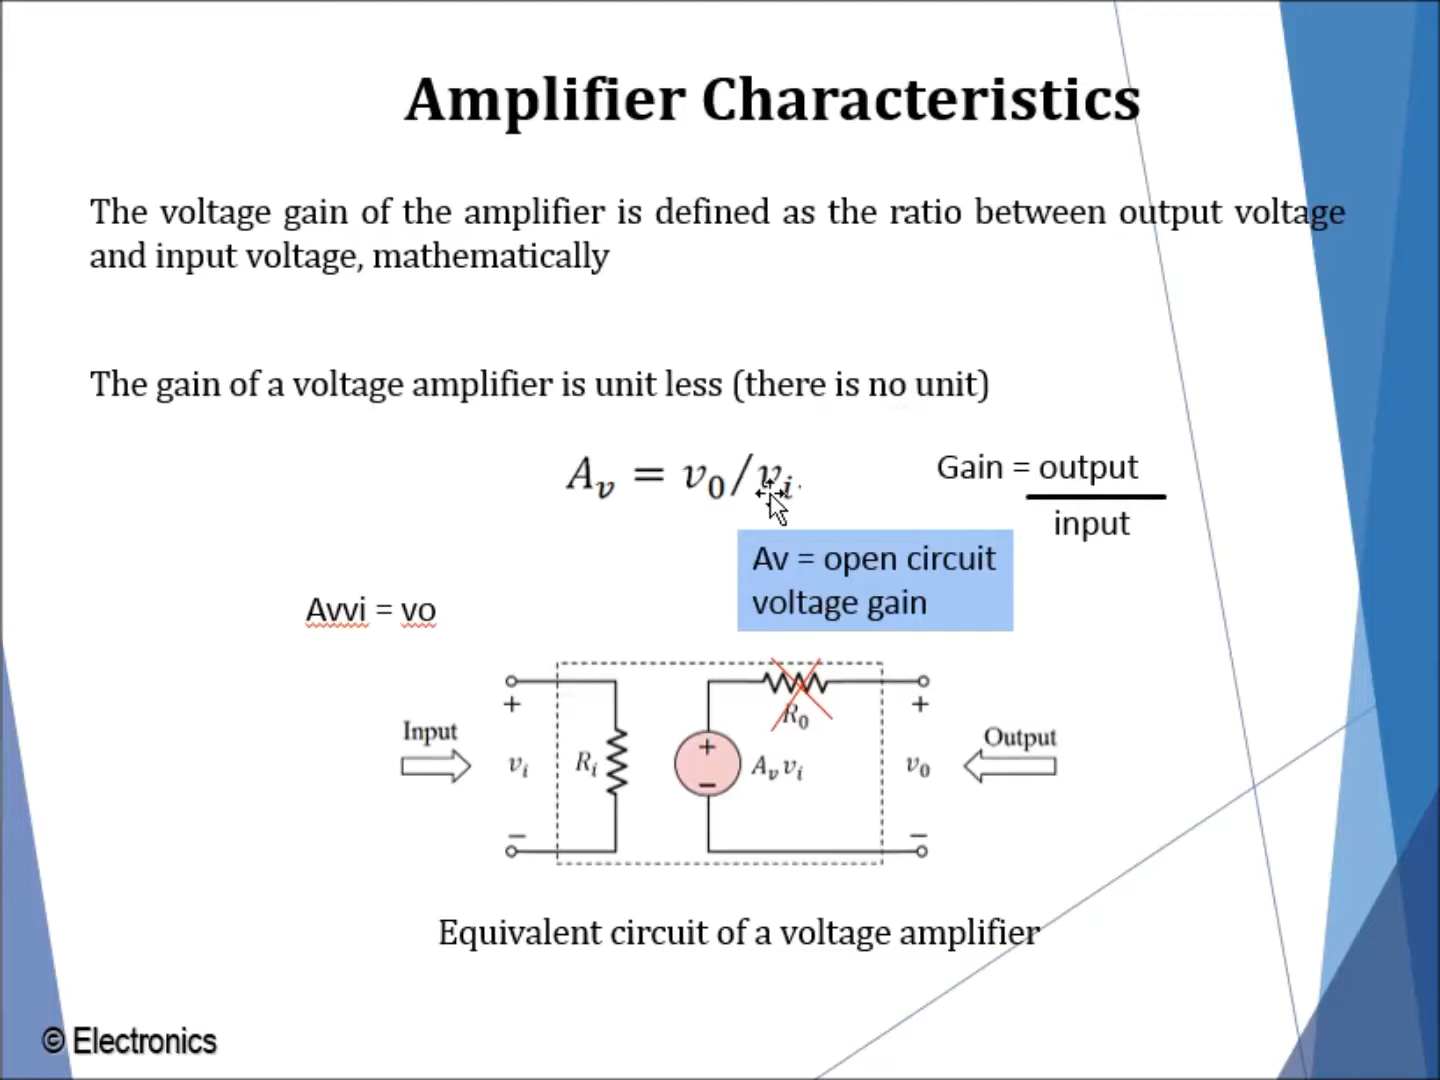 Amplifier Characteristics
The voltage gain of the amplifier is defined as the ratio between output voltage
and input voltage, mathematically
The gain of a voltage amplifier is unit less (there is no unit)
Aᵥ = v₀/vᵢ.
Gain = output
input
Av = open circuit
voltage gain
Avvi = vo
R₀
+ + +
Input
Output
vᵢ Rᵢ Aᵥvᵢ v₀
− − −
Equivalent circuit of a voltage amplifier
© Electronics